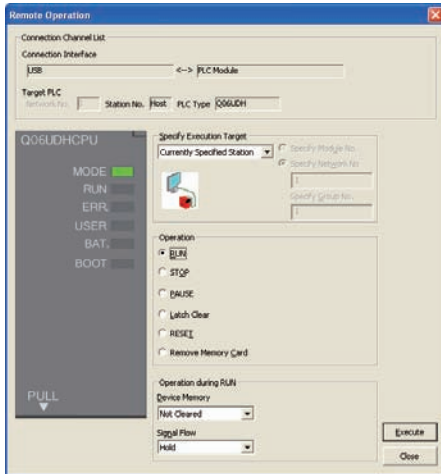 Remote Operation
Connection Channel List
Connection Interface
USB <--> PLC Module
Target PLC
Network No. 1 Station No. Host PLC Type Q06UDH
Q06UDHCPU
MODE
RUN
ERR.
USER
BAT.
BOOT
PULL
Specify Execution Target
Currently Specified Station
Specify Module No.
Specify Network No.
1
Specify Group No.
1
Operation
RUN
STOP
PAUSE
Latch Clear
RESET
Remove Memory Card
Operation during RUN
Device Memory
Not Cleared
Signal Flow
Hold
Execute
Close